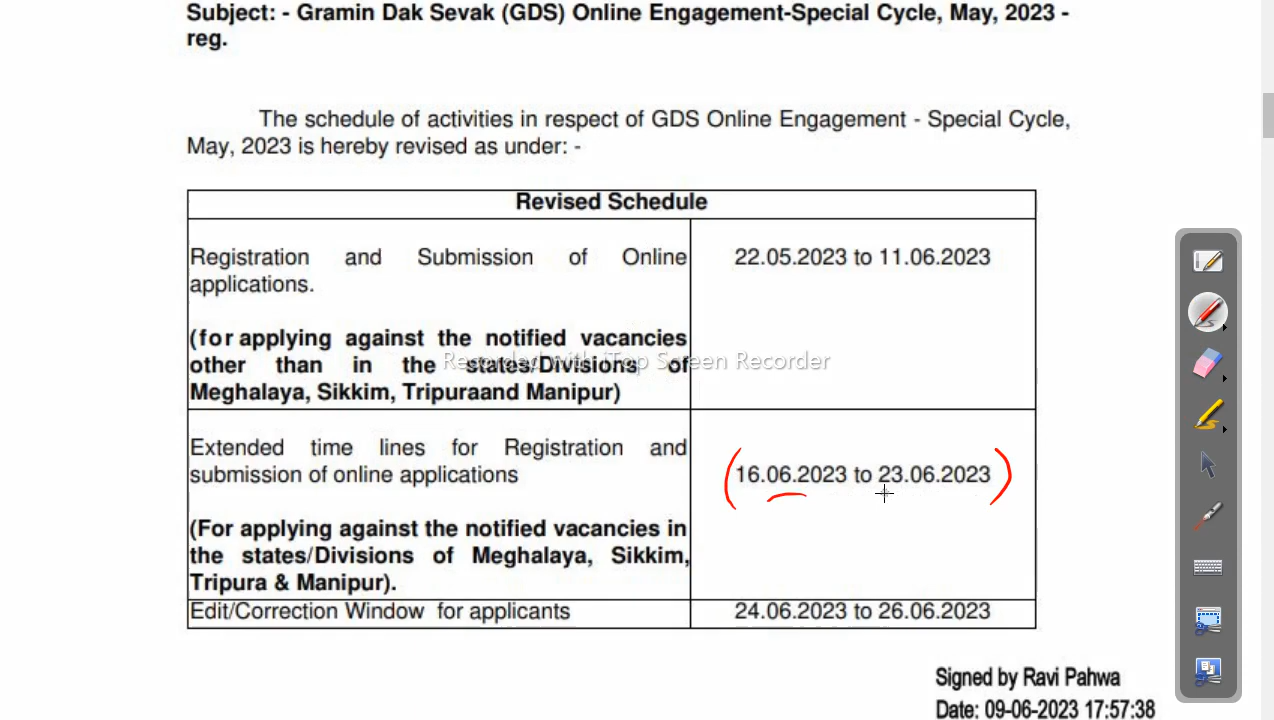 Subject: - Gramin Dak Sevak (GDS) Online Engagement-Special Cycle, May, 2023 -
reg.
The schedule of activities in respect of GDS Online Engagement - Special Cycle,
May, 2023 is hereby revised as under: -
Revised Schedule
Registration and Submission of Online
applications.
22.05.2023 to 11.06.2023
(for applying against the notified vacancies
other than in the states/Divisions of
Meghalaya, Sikkim, Tripuraand Manipur)
Recorded with iTop Screen Recorder
Extended time lines for Registration and
submission of online applications
16.06.2023 to 23.06.2023
(For applying against the notified vacancies in
the states/Divisions of Meghalaya, Sikkim,
Tripura & Manipur).
Edit/Correction Window for applicants 24.06.2023 to 26.06.2023
Signed by Ravi Pahwa
Date: 09-06-2023 17:57:38